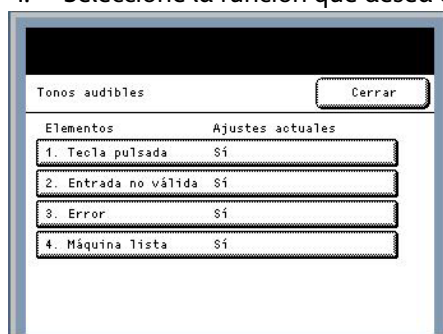 4. Seleccione la función que desea
Tonos audibles Cerrar
Elementos Ajustes actuales
1. Tecla pulsada Sí
2. Entrada no válida Sí
3. Error Sí
4. Máquina lista Sí